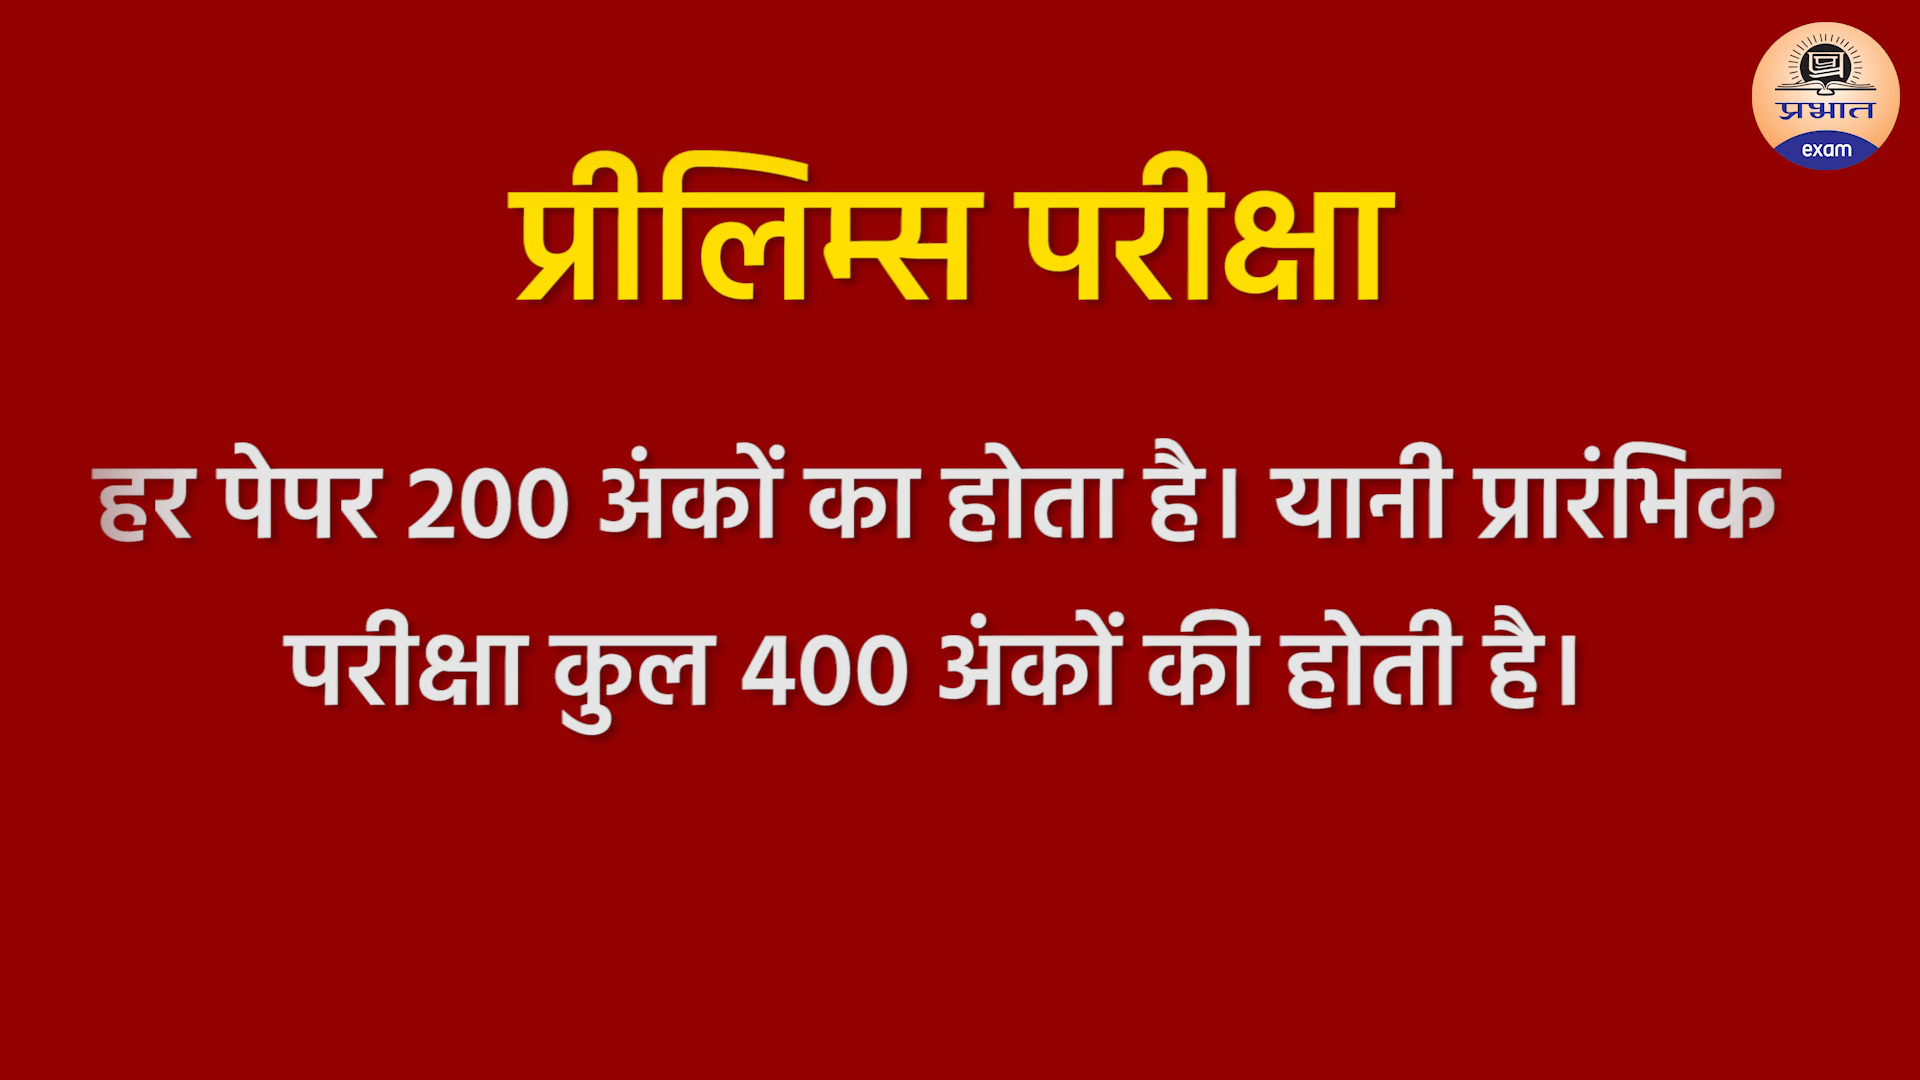 प्रभात
exam
प्रीलिम्स परीक्षा
हर पेपर 200 अंकों का होता है। यानी प्रारंभिक
परीक्षा कुल 400 अंकों की होती है।